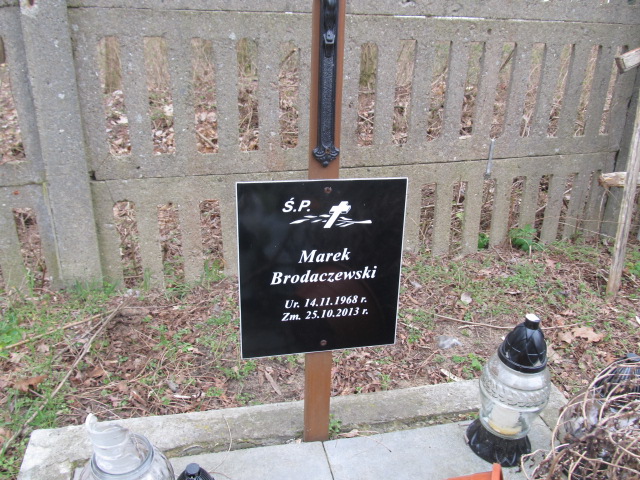 Ś.P.
Marek
Brodaczewski
Ur. 14.11.1968 r.
Zm. 25.10.2013 r.